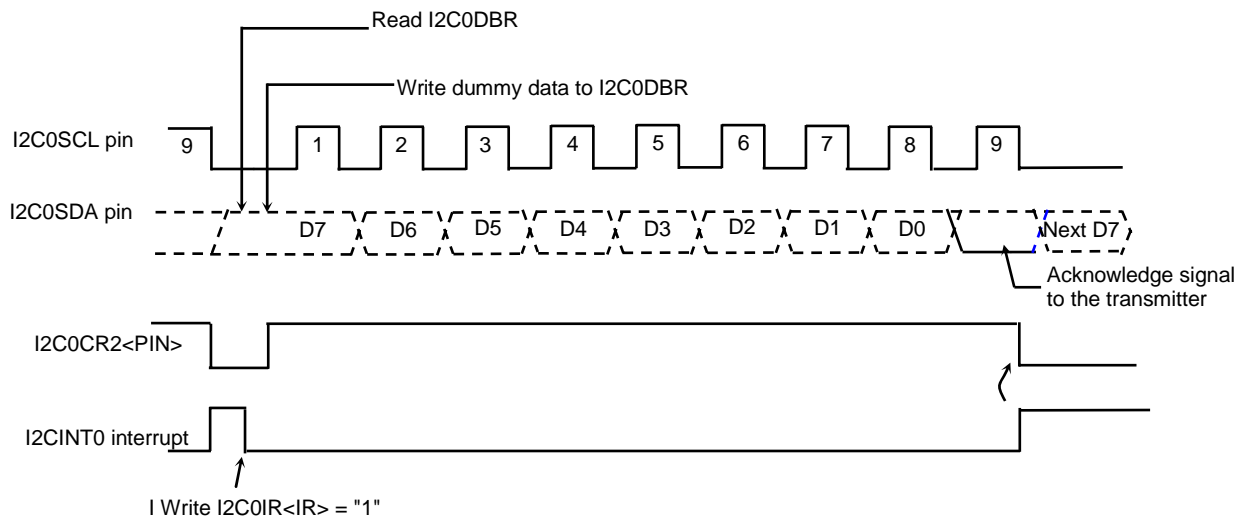 Read I2C0DBR
Write dummy data to I2C0DBR
I2C0SCL pin
9 1 2 3 4 5 6 7 8 9
I2C0SDA pin
D7 D6 D5 D4 D3 D2 D1 D0 Next D7
Acknowledge signal
to the transmitter
I2C0CR2<PIN>
I2CINT0 interrupt
I Write I2C0IR<IR> = "1"